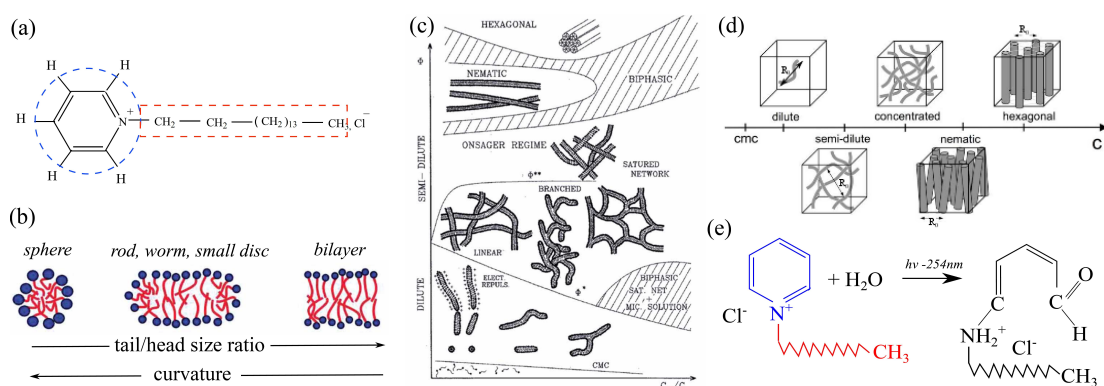 (a)
H
H
H
H
H
N
+
CH2
CH2
(CH2)13
CH3
Cl−
(b)
sphere
rod, worm, small disc
bilayer
tail/head size ratio
curvature
(c)
HEXAGONAL
Φ
NEMATIC
BIPHASIC
ONSAGER REGIME
SATURED
NETWORK
SEMI-DILUTE
Φ**
BRANCHED
LINEAR
ELECT.
REPULS.
Φ*
BIPHASIC
SAT. NET
+
MIC. SOLUTION
DILUTE
CMC
(d)
dilute
concentrated
hexagonal
cmc
semi-dilute
nematic
C
(e)
+ H2O
hν -254nm
N+
Cl-
CH3
C
C
O
H
NH2+
Cl-
CH3